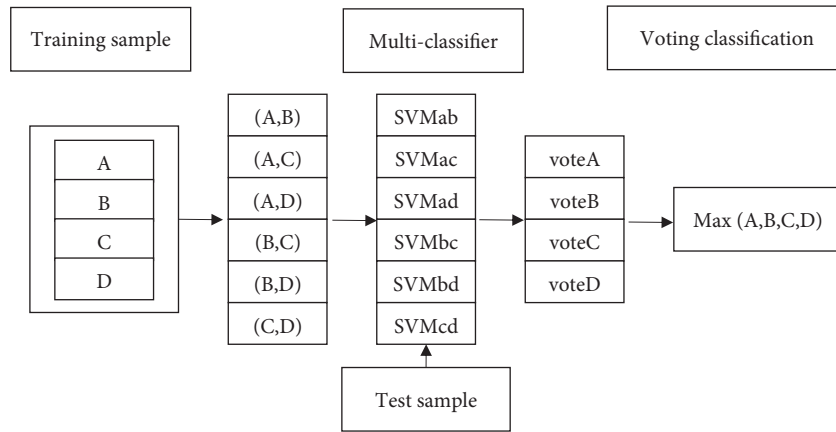 Training sample
Multi-classifier
Voting classification
A
B
C
D
(A,B)
(A,C)
(A,D)
(B,C)
(B,D)
(C,D)
SVMab
SVMac
SVMad
SVMbc
SVMbd
SVMcd
voteA
voteB
voteC
voteD
Max (A,B,C,D)
Test sample